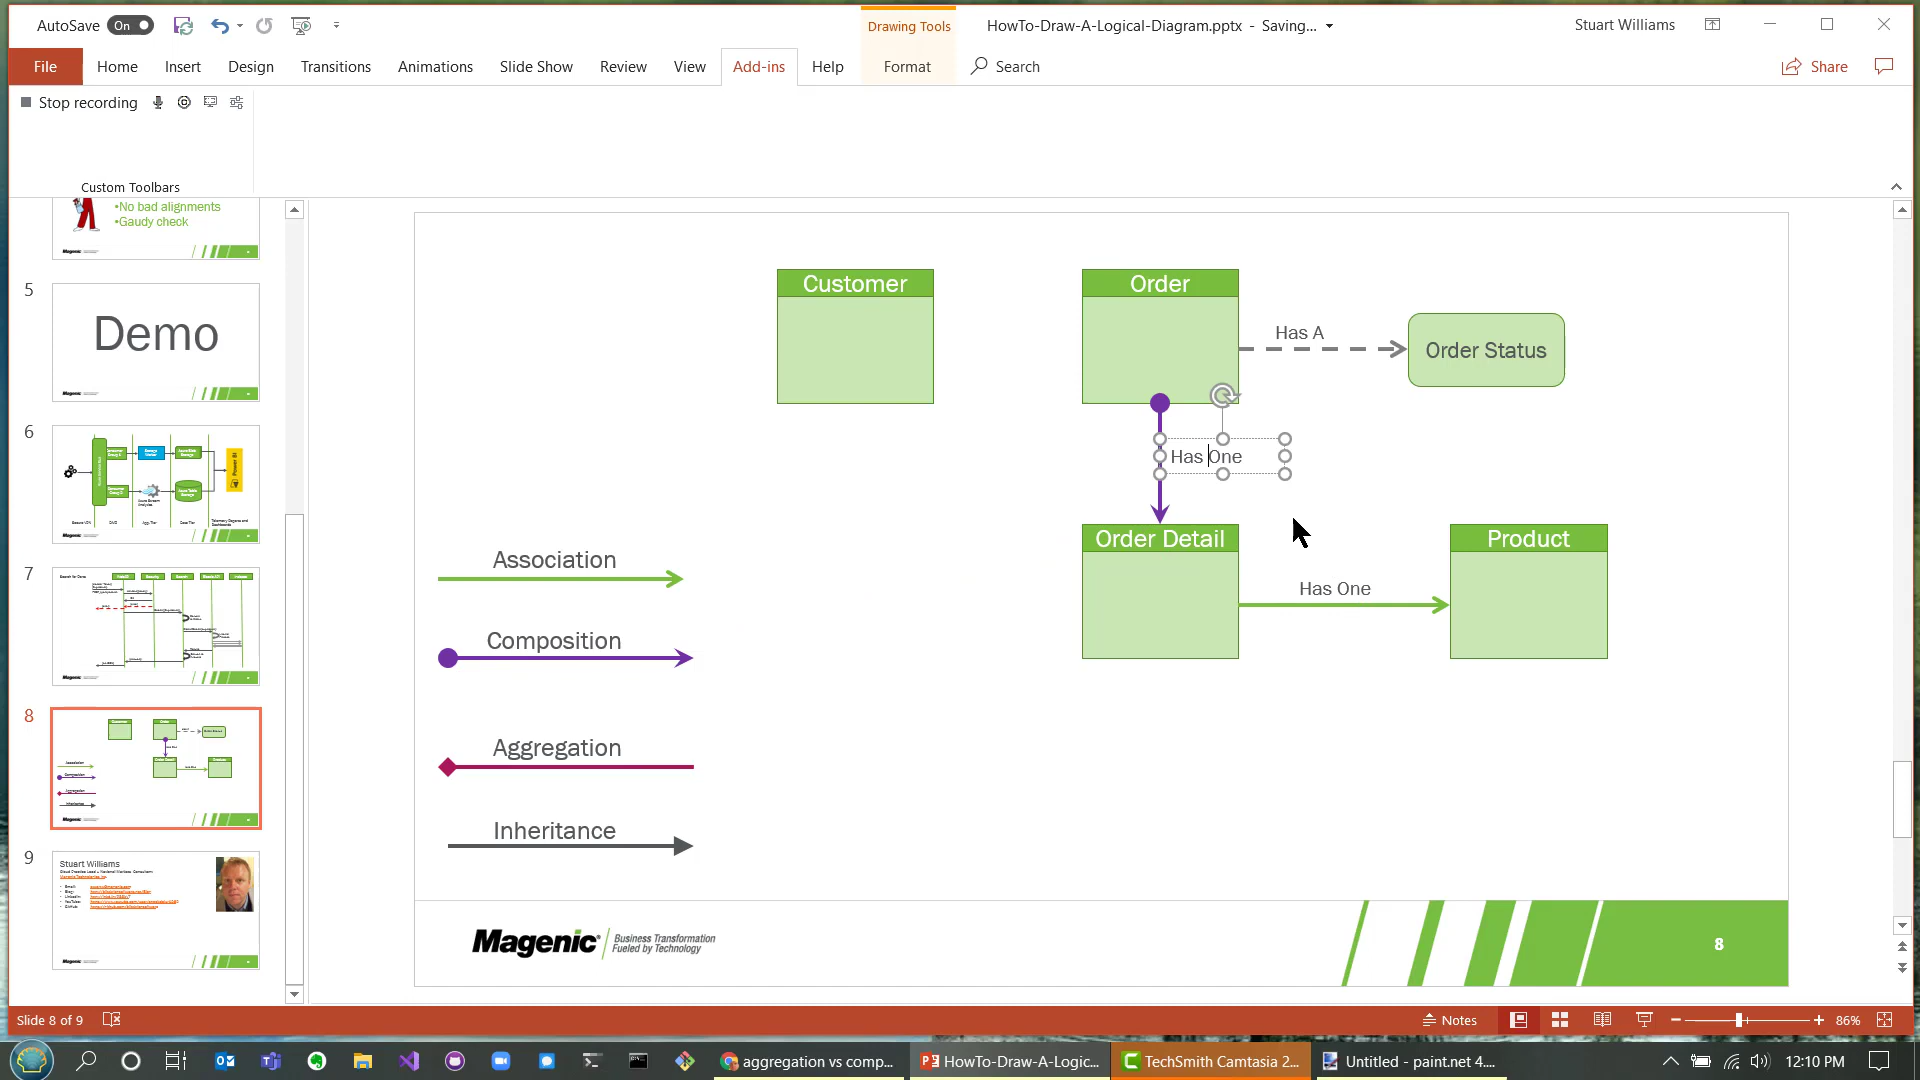 AutoSave On
Drawing Tools
HowTo-Draw-A-Logical-Diagram.pptx - Saving...
Stuart Williams
File Home Insert Design Transitions Animations Slide Show Review View Add-ins Help Format Search Share
Stop recording
Custom Toolbars
•No bad alignments
•Gaudy check
5
Demo
6
Power BI
7
8
9
Stuart Williams
Customer
Order
Has A
Order Status
Has One
Order Detail
Product
Has One
Association
Composition
Aggregation
Inheritance
Magenic
Business Transformation
Fueled by Technology
8
Slide 8 of 9
Notes
86%
aggregation vs comp...
HowTo-Draw-A-Logic...
TechSmith Camtasia 2...
Untitled - paint.net 4....
12:10 PM